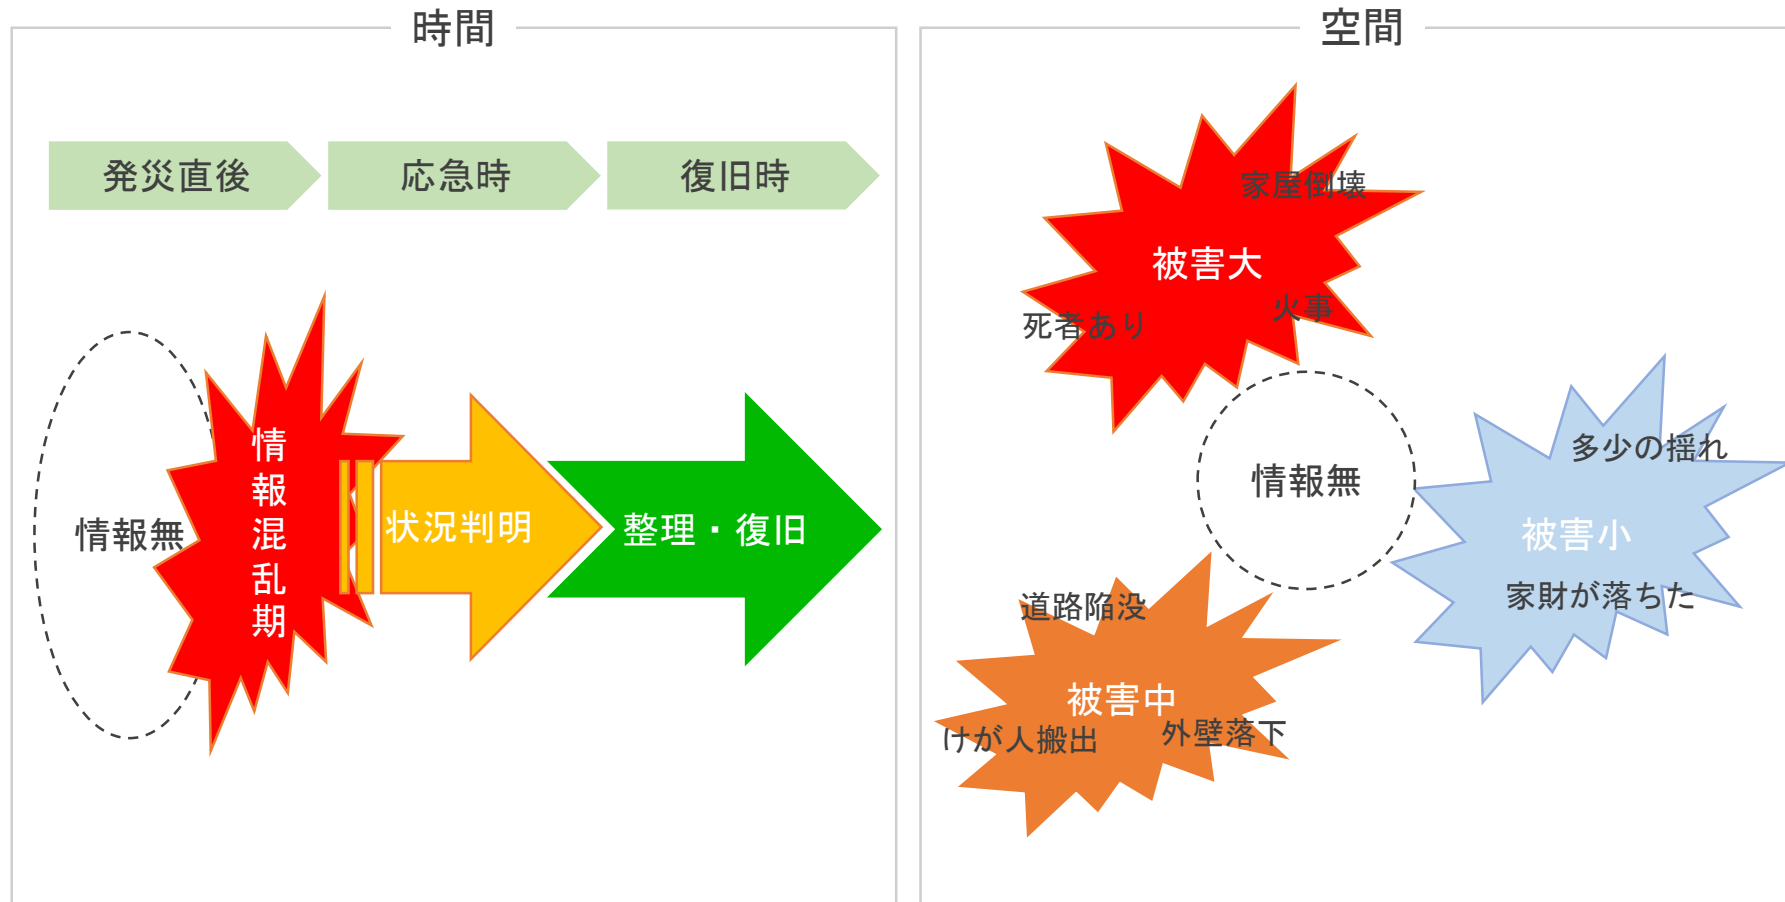 時間
発災直後
応急時
復旧時
情報無
情報混乱期
状況判明
整理・復旧
空間
家屋倒壊
被害大
火事
死者あり
情報無
多少の揺れ
被害小
家財が落ちた
道路陥没
被害中
外壁落下
けが人搬出